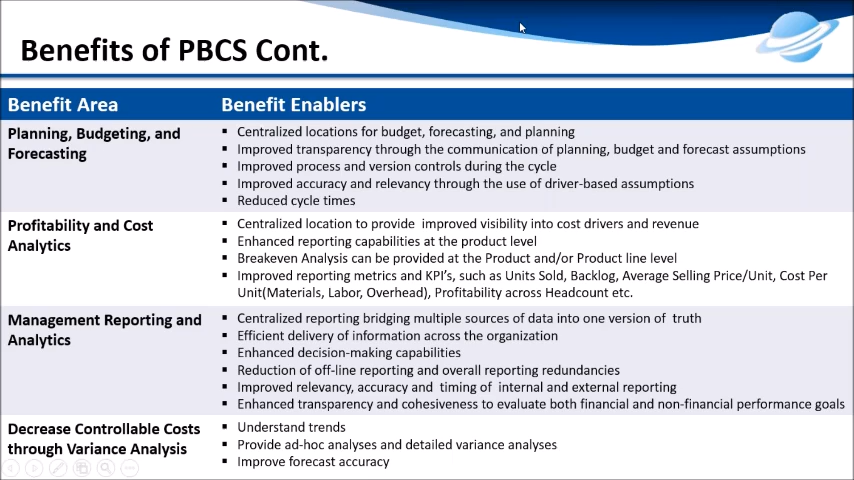 Benefits of PBCS Cont.
Benefit Area
Benefit Enablers
Planning, Budgeting, and
Forecasting
▪ Centralized locations for budget, forecasting, and planning
▪ Improved transparency through the communication of planning, budget and forecast assumptions
▪ Improved process and version controls during the cycle
▪ Improved accuracy and relevancy through the use of driver-based assumptions
▪ Reduced cycle times
Profitability and Cost
Analytics
▪ Centralized location to provide  improved visibility into cost drivers and revenue
▪ Enhanced reporting capabilities at the product level
▪ Breakeven Analysis can be provided at the Product and/or Product line level
▪ Improved reporting metrics and KPI's, such as Units Sold, Backlog, Average Selling Price/Unit, Cost Per
Unit(Materials, Labor, Overhead), Profitability across Headcount etc.
Management Reporting and
Analytics
▪ Centralized reporting bridging multiple sources of data into one version of  truth
▪ Efficient delivery of information across the organization
▪ Enhanced decision-making capabilities
▪ Reduction of off-line reporting and overall reporting redundancies
▪ Improved relevancy, accuracy and  timing of  internal and external reporting
▪ Enhanced transparency and cohesiveness to evaluate both financial and non-financial performance goals
Decrease Controllable Costs
through Variance Analysis
▪ Understand trends
▪ Provide ad-hoc analyses and detailed variance analyses
▪ Improve forecast accuracy